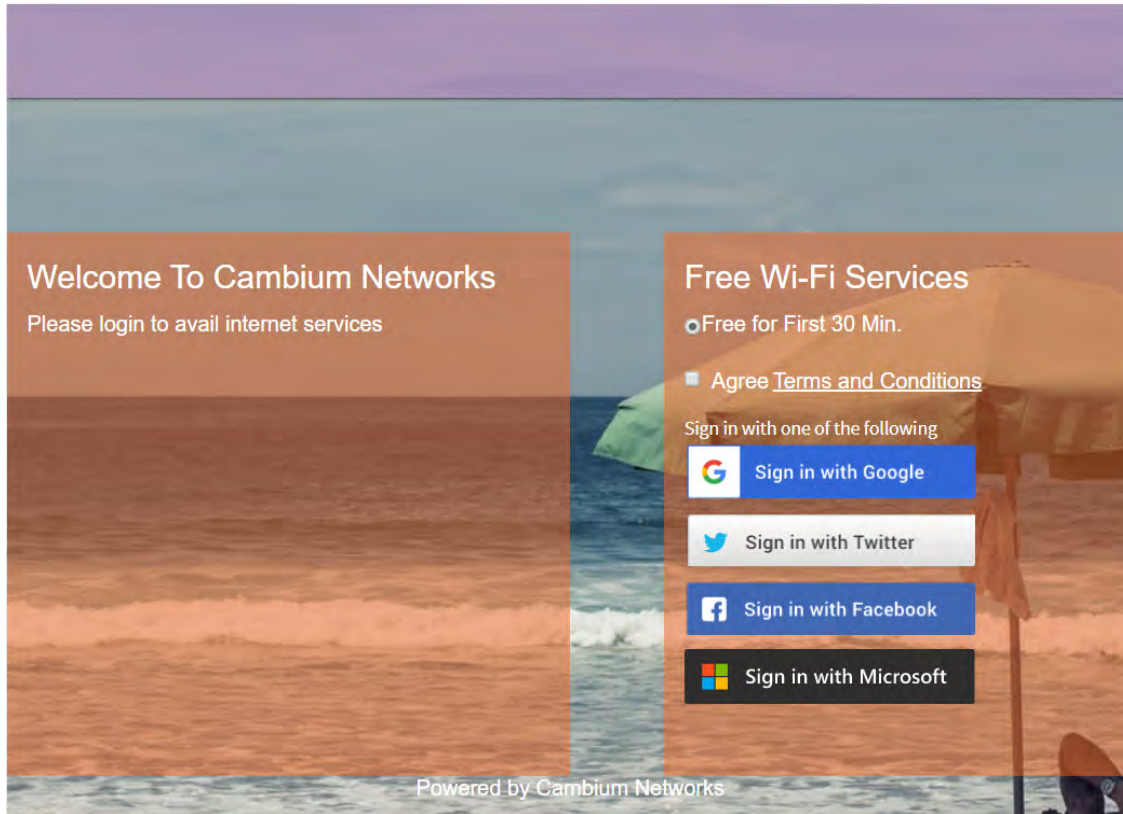 Welcome To Cambium Networks
Please login to avail internet services
Free Wi-Fi Services
Free for First 30 Min.
Agree Terms and Conditions
Sign in with one of the following
Sign in with Google
Sign in with Twitter
Sign in with Facebook
Sign in with Microsoft
Powered by Cambium Networks